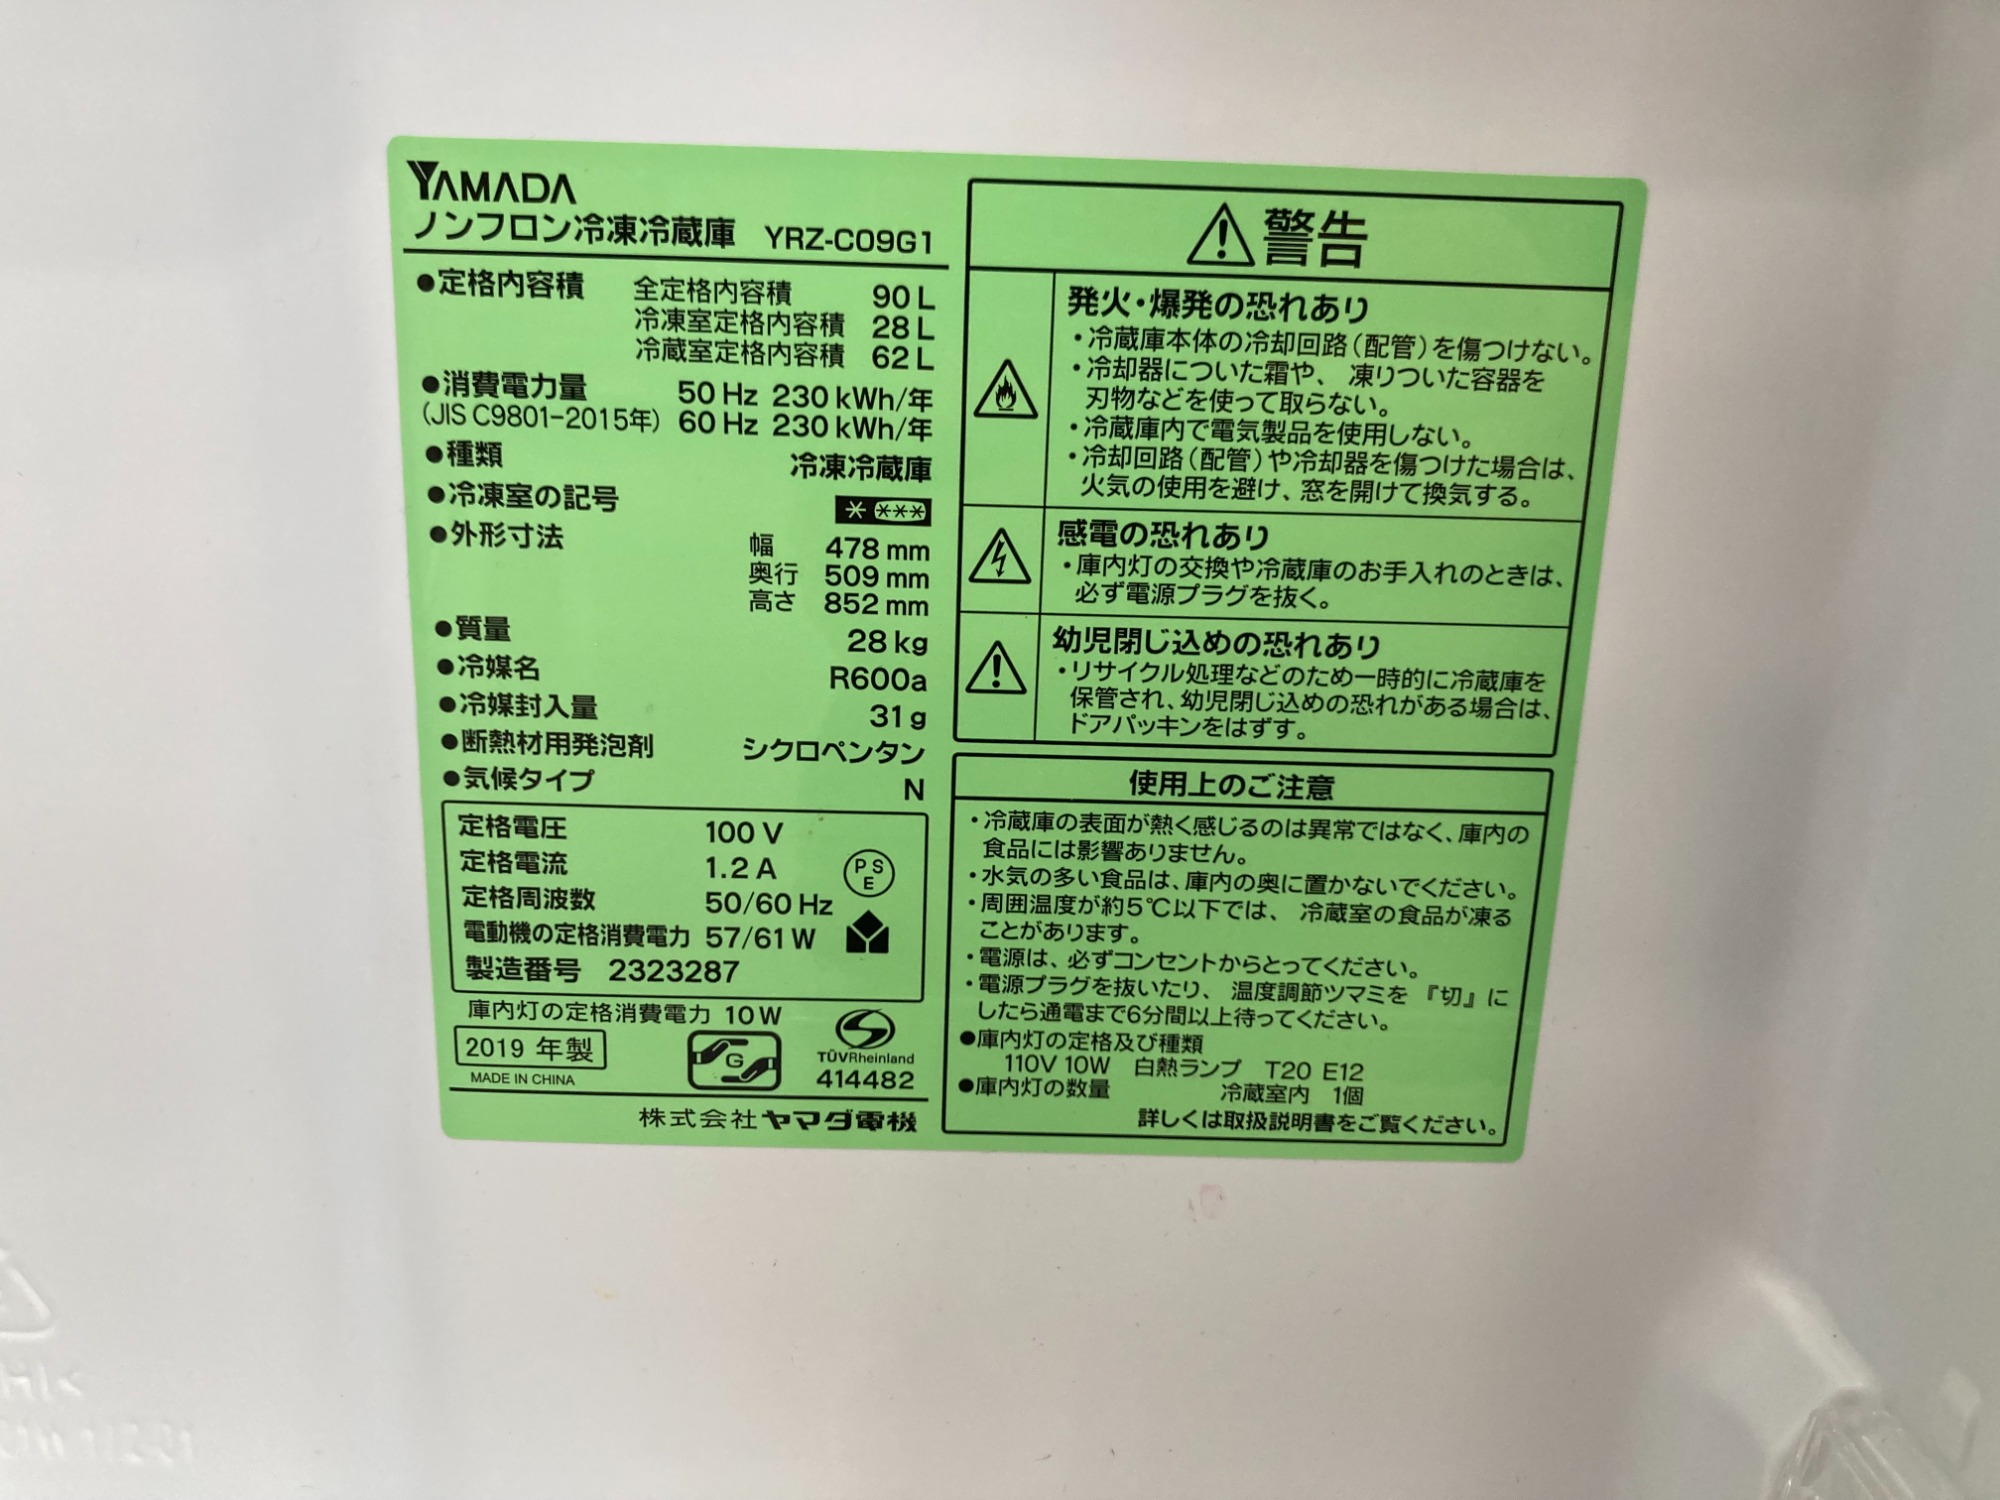 YAMADA
ノンフロン冷凍冷蔵庫 YRZ-C09G1
●定格内容積 全定格内容積 90 L
冷凍室定格内容積 28 L
冷蔵室定格内容積 62 L
●消費電力量 50 Hz 230 kWh/年
(JIS C9801-2015年) 60 Hz 230 kWh/年
●種類 冷凍冷蔵庫
●冷凍室の記号
●外形寸法 幅 478 mm
奥行 509 mm
高さ 852 mm
●質量 28 kg
●冷媒名 R600a
●冷媒封入量 31 g
●断熱材用発泡剤 シクロペンタン
●気候タイプ N
定格電圧 100 V
定格電流 1.2 A
定格周波数 50/60 Hz
電動機の定格消費電力 57/61 W
製造番号 2323287
PS
E
庫内灯の定格消費電力 10 W
2019 年製
MADE IN CHINA
G
TÜVRheinland
414482
株式会社 ヤマダ電機
警告
発火・爆発の恐れあり
・冷蔵庫本体の冷却回路(配管)を傷つけない。
・冷却器についた霜や、凍りついた容器を
刃物などを使って取らない。
・冷蔵庫内で電気製品を使用しない。
・冷却回路(配管)や冷却器を傷つけた場合は、
火気の使用を避け、窓を開けて換気する。
感電の恐れあり
・庫内灯の交換や冷蔵庫のお手入れのときは、
必ず電源プラグを抜く。
幼児閉じ込めの恐れあり
・リサイクル処理などのため一時的に冷蔵庫を
保管され、幼児閉じ込めの恐れがある場合は、
ドアパッキンをはずす。
使用上のご注意
・冷蔵庫の表面が熱く感じるのは異常ではなく、庫内の
食品には影響ありません。
・水気の多い食品は、庫内の奥に置かないでください。
・周囲温度が約5℃以下では、冷蔵室の食品が凍る
ことがあります。
・電源は、必ずコンセントからとってください。
・電源プラグを抜いたり、温度調節ツマミを『切』に
したら通電まで6分間以上待ってください。
●庫内灯の定格及び種類
110V 10W 白熱ランプ T20 E12
●庫内灯の数量 冷蔵室内 1個
詳しくは取扱説明書をご覧ください。